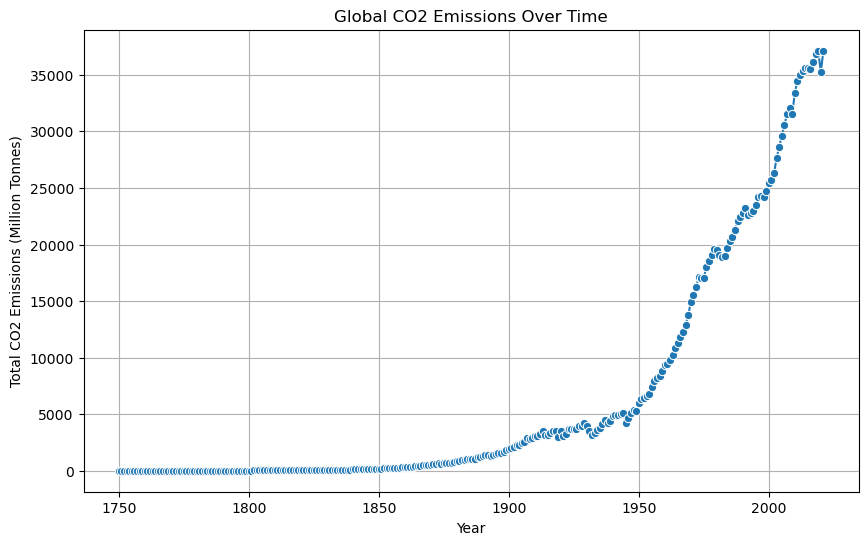 Global CO2 Emissions Over Time
Total CO2 Emissions (Million Tonnes)
35000
30000
25000
20000
15000
10000
5000
0
1750 1800 1850 1900 1950 2000
Year